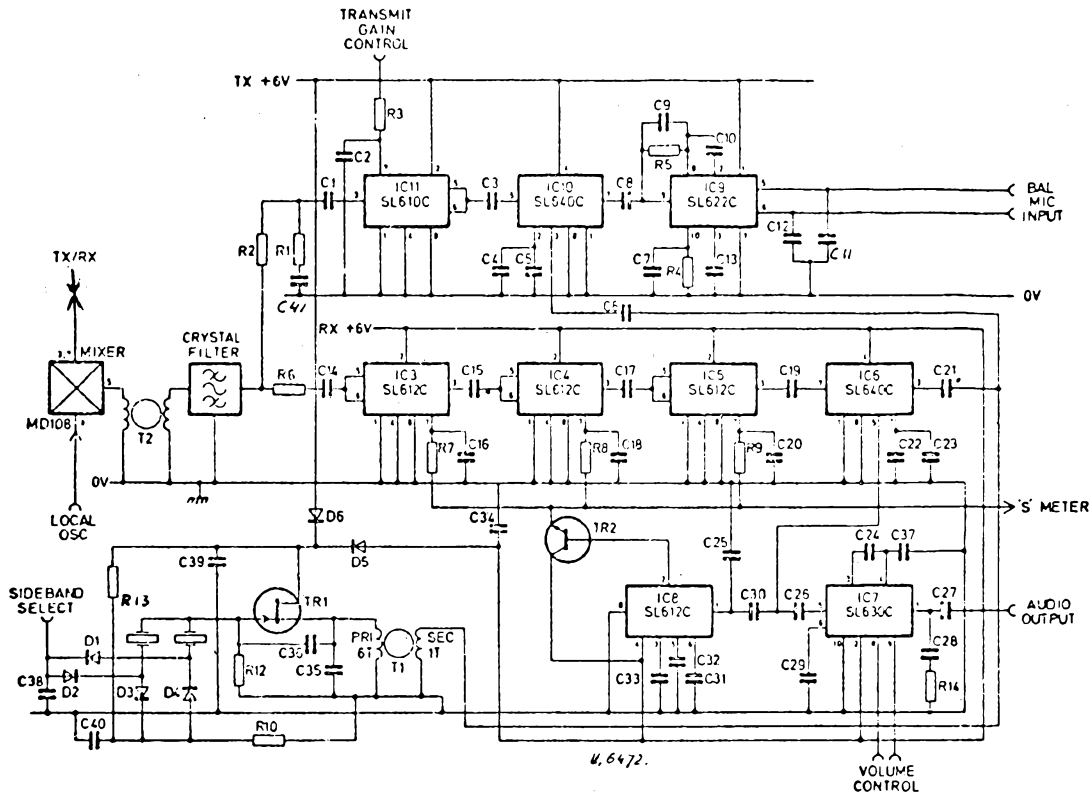 TRANSMIT
GAIN
CONTROL
TX +6V
R3
C2
C9
C10
R5
C1
IC11
SL610C
C3
IC10
SL640C
C8
IC9
SL622C
BAL
MIC
INPUT
R2
R1
C4
C5
C7
R4
C13
C12
C11
TX/RX
C41
0V
C6
RX +6V
MIXER
CRYSTAL
FILTER
R6
C14
IC3
SL612C
C15
IC4
SL612C
C17
IC5
SL612C
C19
IC6
SL640C
C21
MD108
T2
R7
C16
R8
C18
R9
C20
C22
C23
0V
LOCAL
OSC
D6
C34
TR2
'S' METER
C39
D5
C25
C24
C37
SIDEBAND
SELECT
R13
TR1
IC8
SL612C
C30
C26
IC7
SL630C
C27
AUDIO
OUTPUT
D1
D2
C38
D3
D4
R12
C36
C35
PRI
6T
T1
SEC
1T
C33
C32
C31
C29
C28
R14
C40
R10
VOLUME
CONTROL